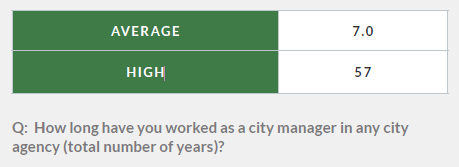 AVERAGE 7.0
HIGH 57
Q: How long have you worked as a city manager in any city
agency (total number of years)?